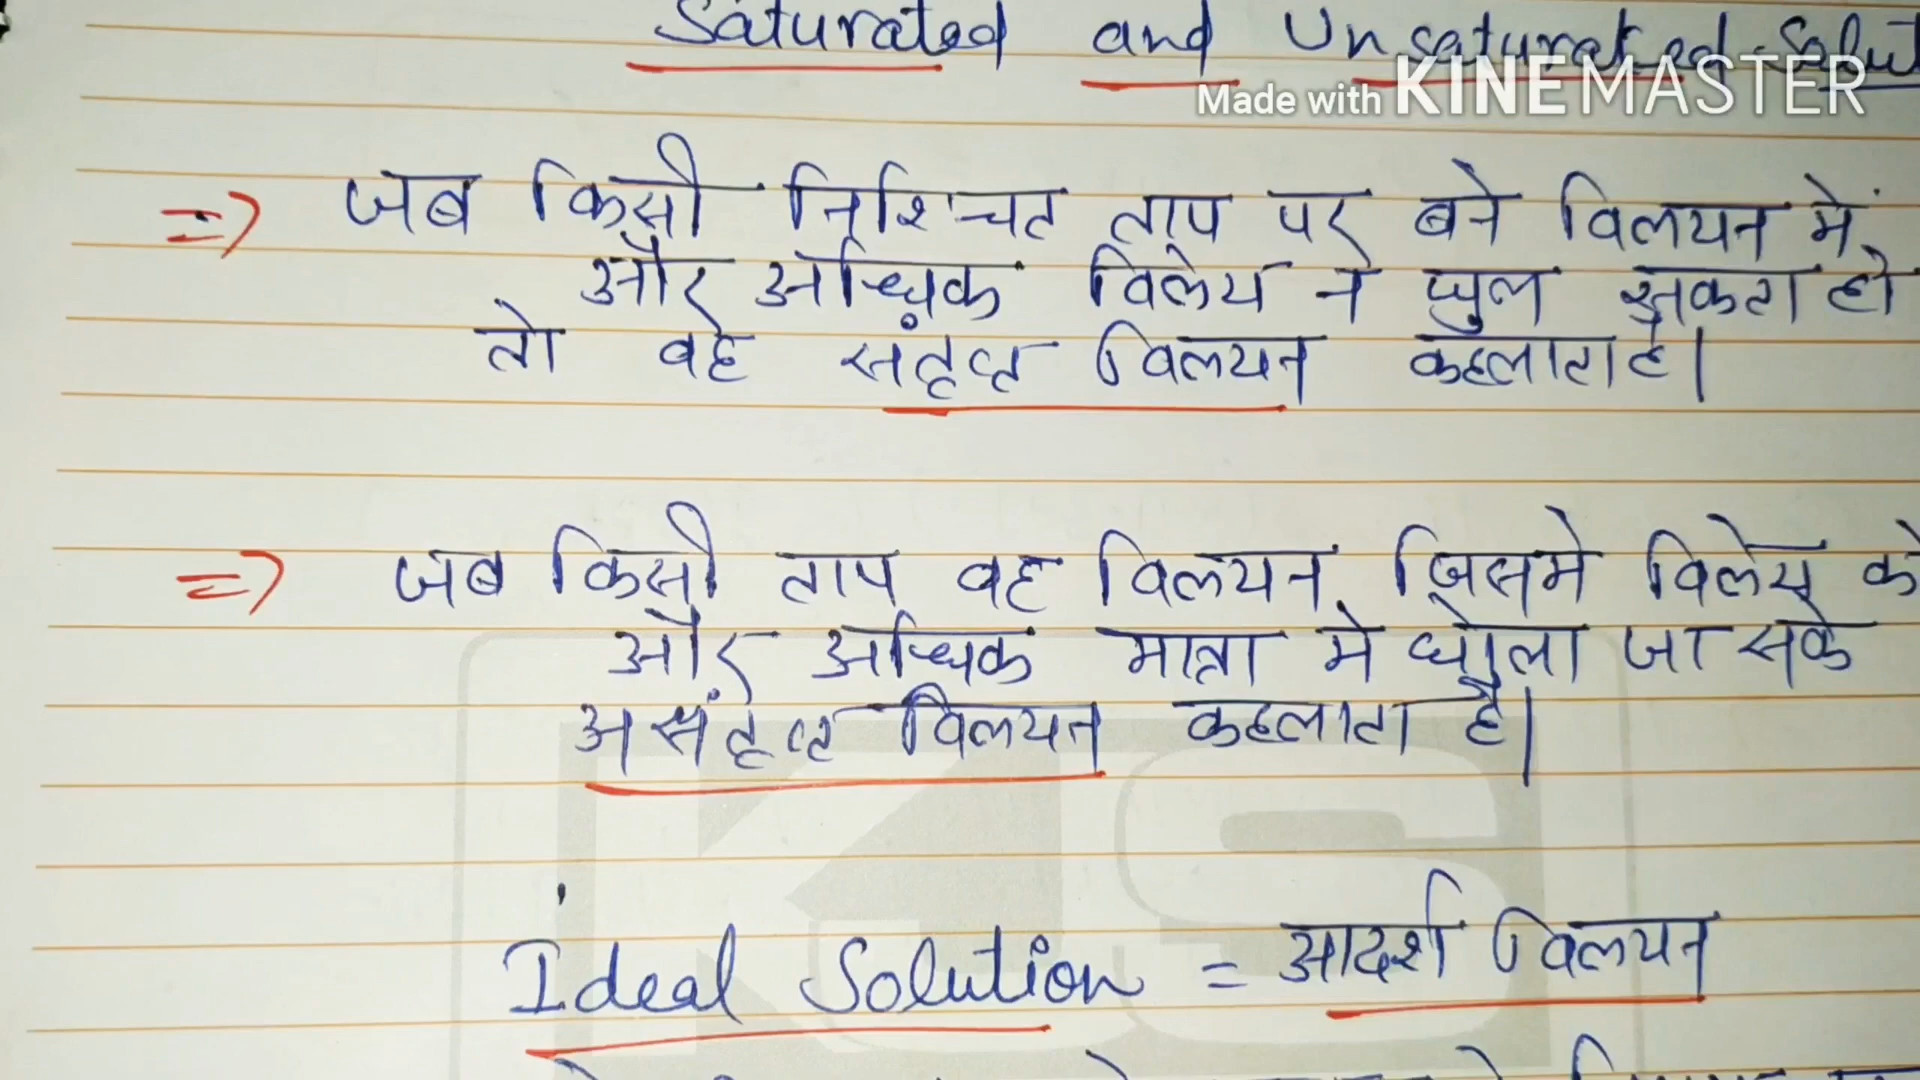 Saturated and Unsaturated Solut
Made with KINEMASTER
=> जब किसी निश्चित ताप पर बने विलयन में
और अधिक विलेय न घुल सकता हो
तो वह संतृप्त विलयन कहलाता है।
=> जब किसी ताप वह विलयन जिसमे विलेय को
और अधिक मात्रा मे घोला जा सके
असंतृप्त विलयन कहलाता है।
KS
Ideal Solution = आदर्श विलयन